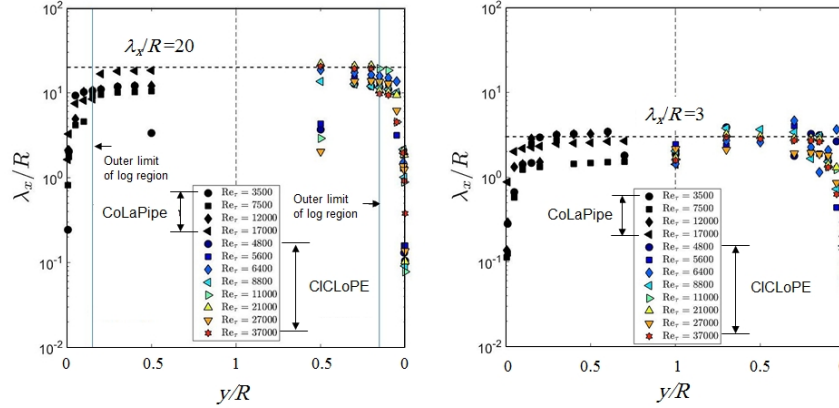 10²
λₓ/R=20
10¹
λₓ/R
10⁰
10⁻¹
10⁻²
Outer limit
of log region
Outer limit
of log region
CoLaPipe
CICLoPE
Reτ = 3500
Reτ = 7500
Reτ = 12000
Reτ = 17000
Reτ = 4800
Reτ = 5600
Reτ = 6400
Reτ = 8800
Reτ = 11000
Reτ = 21000
Reτ = 27000
Reτ = 37000
0 0.5 1 0.5 0
y/R
10²
λₓ/R=3
10¹
λₓ/R
10⁰
10⁻¹
10⁻²
CoLaPipe
CICLoPE
Reτ = 3500
Reτ = 7500
Reτ = 12000
Reτ = 17000
Reτ = 4800
Reτ = 5600
Reτ = 6400
Reτ = 8800
Reτ = 11000
Reτ = 21000
Reτ = 27000
Reτ = 37000
0 0.5 1 0.5 0
y/R